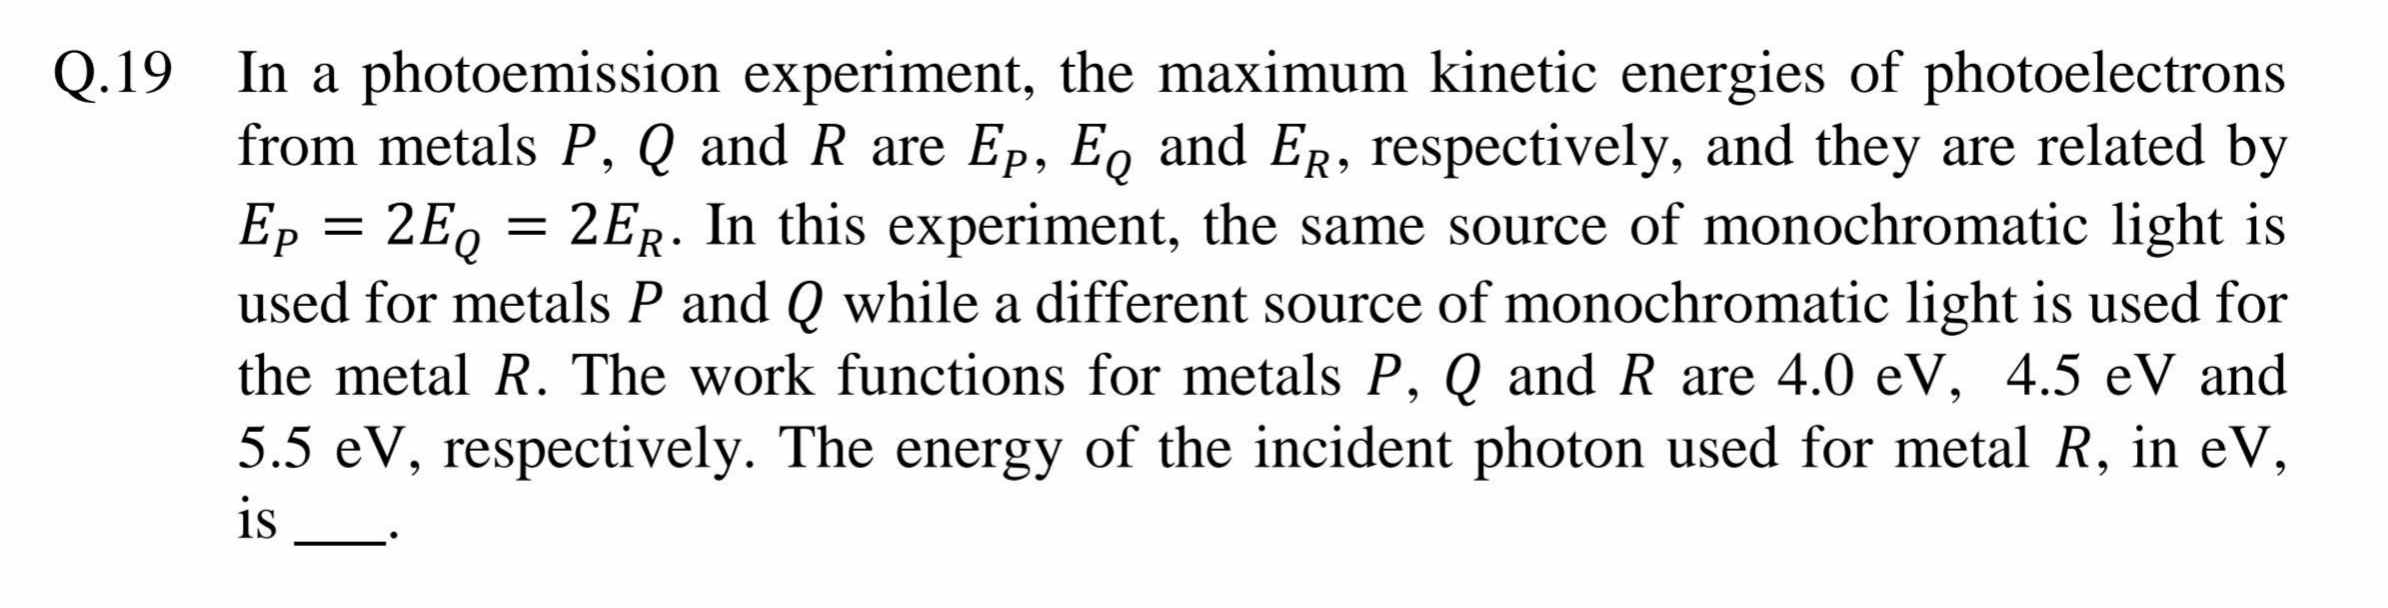 Q.19 In a photoemission experiment, the maximum kinetic energies of photoelectrons
from metals P, Q and R are E_P, E_Q and E_R, respectively, and they are related by
E_P = 2E_Q = 2E_R. In this experiment, the same source of monochromatic light is
used for metals P and Q while a different source of monochromatic light is used for
the metal R. The work functions for metals P, Q and R are 4.0 eV, 4.5 eV and
5.5 eV, respectively. The energy of the incident photon used for metal R, in eV,
is ___.